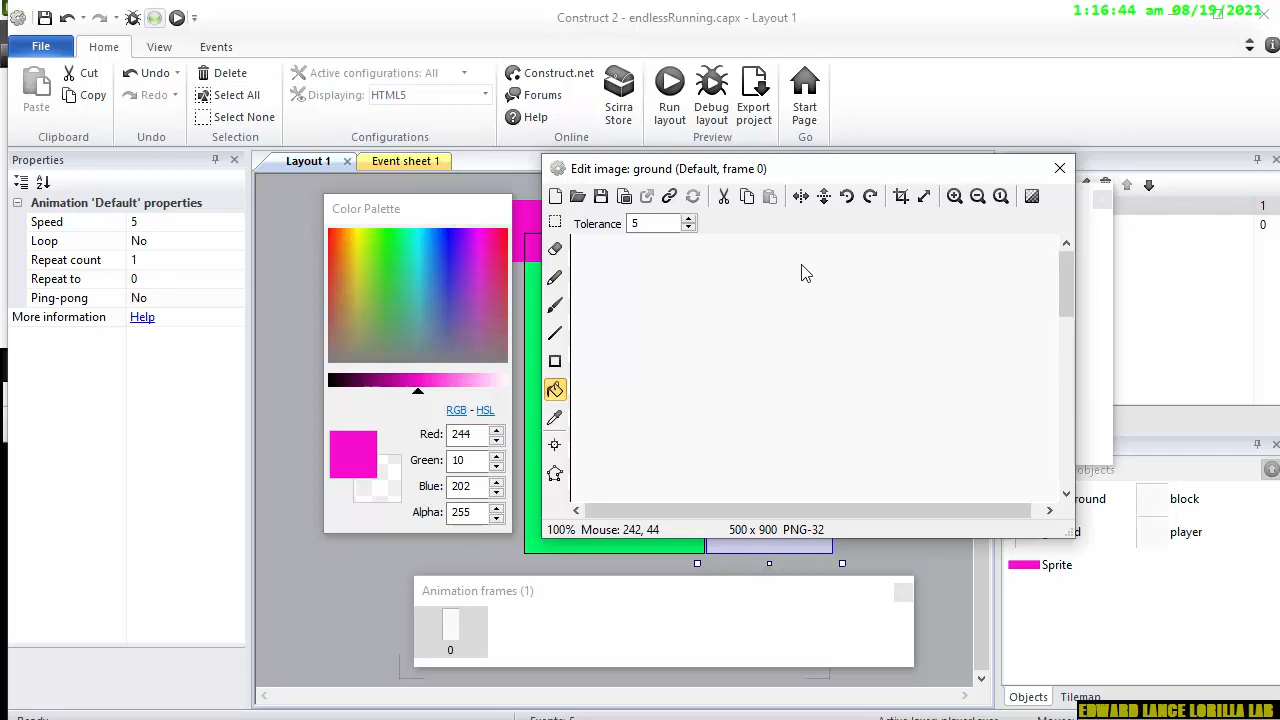 Construct 2 - endlessRunning.capx - Layout 1
1:16:44 am 08/19/2021
File Home View Events
Paste Cut Copy Clipboard
Undo Redo Undo
Delete Select All Select None Selection
Active configurations: All
Displaying: HTML5
Configurations
Construct.net Forums Help Scirra Store Online
Run layout Debug layout Export project Preview
Start Page Go
Properties
Animation 'Default' properties
Speed 5
Loop No
Repeat count 1
Repeat to 0
Ping-pong No
More information Help
Layout 1 Event sheet 1
Color Palette
RGB - HSL
Red: 244
Green: 10
Blue: 202
Alpha: 255
Edit image: ground (Default, frame 0)
Tolerance 5
100% Mouse: 242, 44 500 x 900 PNG-32
Animation frames (1)
0
1
0
objects
block
player
Sprite
Objects Tilemap
EDWARD LANCE LORILLA LAB